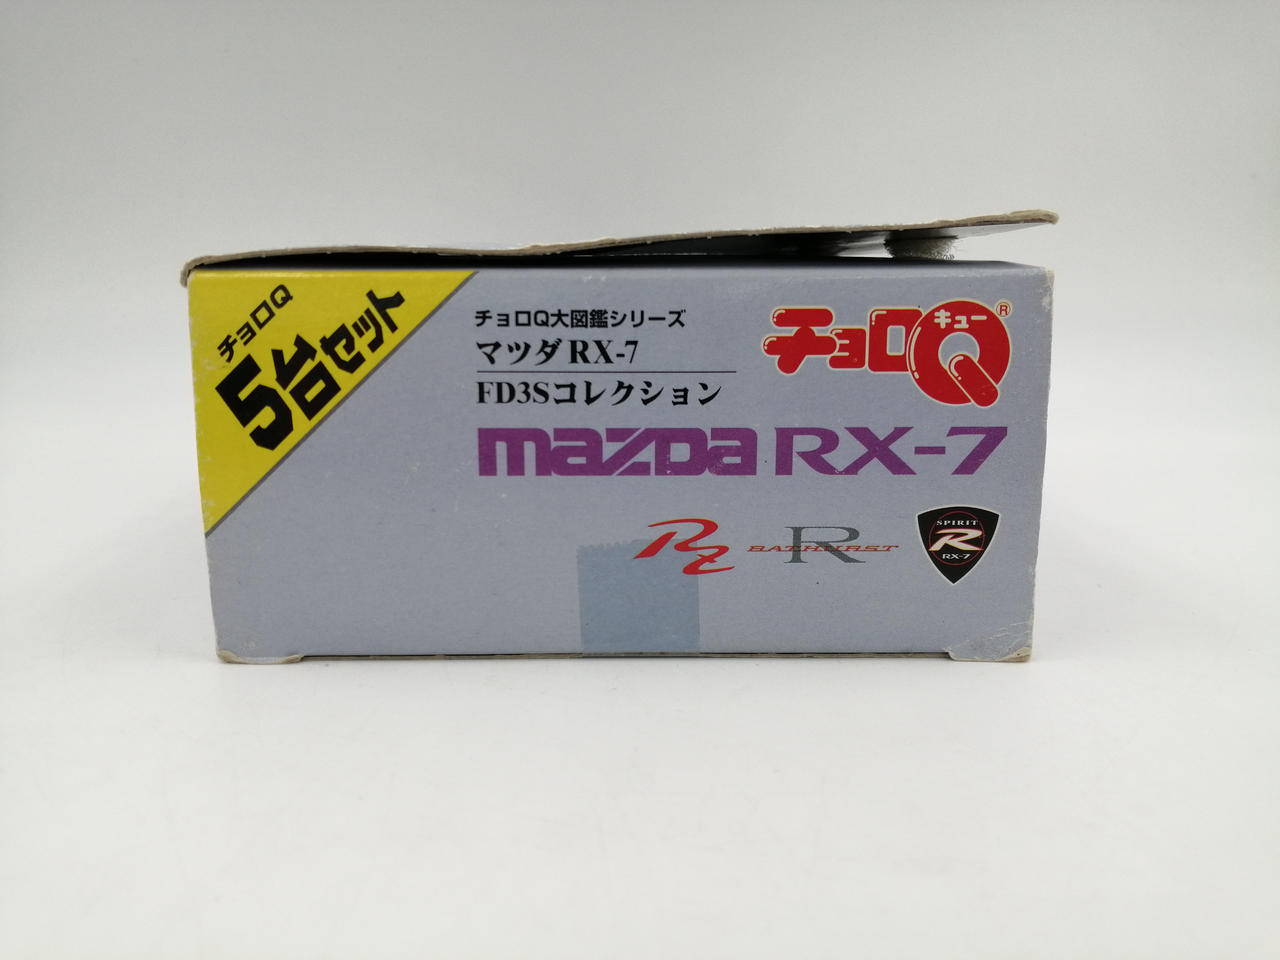 チョロQ
5台セット
チョロQ大図鑑シリーズ
マツダ RX-7
FD3Sコレクション
チョロQ
キュー
®
mazDa RX-7
RZ
R
BATHURST
SPIRIT
R
RX-7